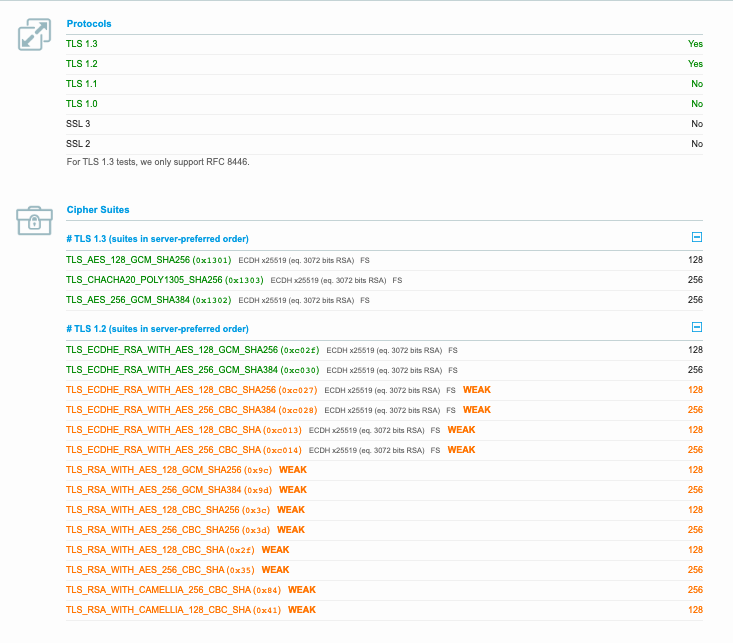 Protocols
TLS 1.3 Yes
TLS 1.2 Yes
TLS 1.1 No
TLS 1.0 No
SSL 3 No
SSL 2 No
For TLS 1.3 tests, we only support RFC 8446.
Cipher Suites
# TLS 1.3 (suites in server-preferred order)
TLS_AES_128_GCM_SHA256 (0x1301) ECDH x25519 (eq. 3072 bits RSA) FS 128
TLS_CHACHA20_POLY1305_SHA256 (0x1303) ECDH x25519 (eq. 3072 bits RSA) FS 256
TLS_AES_256_GCM_SHA384 (0x1302) ECDH x25519 (eq. 3072 bits RSA) FS 256
# TLS 1.2 (suites in server-preferred order)
TLS_ECDHE_RSA_WITH_AES_128_GCM_SHA256 (0xc02f) ECDH x25519 (eq. 3072 bits RSA) FS 128
TLS_ECDHE_RSA_WITH_AES_256_GCM_SHA384 (0xc030) ECDH x25519 (eq. 3072 bits RSA) FS 256
TLS_ECDHE_RSA_WITH_AES_128_CBC_SHA256 (0xc027) ECDH x25519 (eq. 3072 bits RSA) FS WEAK 128
TLS_ECDHE_RSA_WITH_AES_256_CBC_SHA384 (0xc028) ECDH x25519 (eq. 3072 bits RSA) FS WEAK 256
TLS_ECDHE_RSA_WITH_AES_128_CBC_SHA (0xc013) ECDH x25519 (eq. 3072 bits RSA) FS WEAK 128
TLS_ECDHE_RSA_WITH_AES_256_CBC_SHA (0xc014) ECDH x25519 (eq. 3072 bits RSA) FS WEAK 256
TLS_RSA_WITH_AES_128_GCM_SHA256 (0x9c) WEAK 128
TLS_RSA_WITH_AES_256_GCM_SHA384 (0x9d) WEAK 256
TLS_RSA_WITH_AES_128_CBC_SHA256 (0x3c) WEAK 128
TLS_RSA_WITH_AES_256_CBC_SHA256 (0x3d) WEAK 256
TLS_RSA_WITH_AES_128_CBC_SHA (0x2f) WEAK 128
TLS_RSA_WITH_AES_256_CBC_SHA (0x35) WEAK 256
TLS_RSA_WITH_CAMELLIA_256_CBC_SHA (0x84) WEAK 256
TLS_RSA_WITH_CAMELLIA_128_CBC_SHA (0x41) WEAK 128